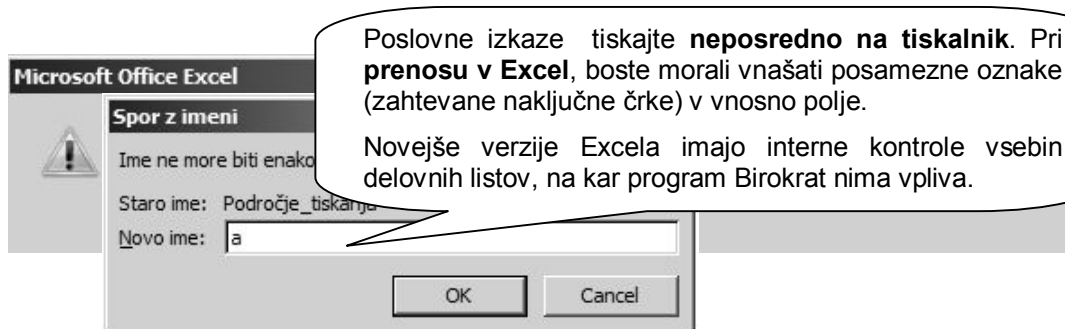 Poslovne izkaze tiskajte neposredno na tiskalnik. Pri
prenosu v Excel, boste morali vnašati posamezne oznake
(zahtevane naključne črke) v vnosno polje.
Novejše verzije Excela imajo interne kontrole vsebin
delovnih listov, na kar program Birokrat nima vpliva.
Microsoft Office Excel
Spor z imeni
Ime ne more biti enako
Staro ime: Področje_tiskanja
Novo ime: a
OK Cancel